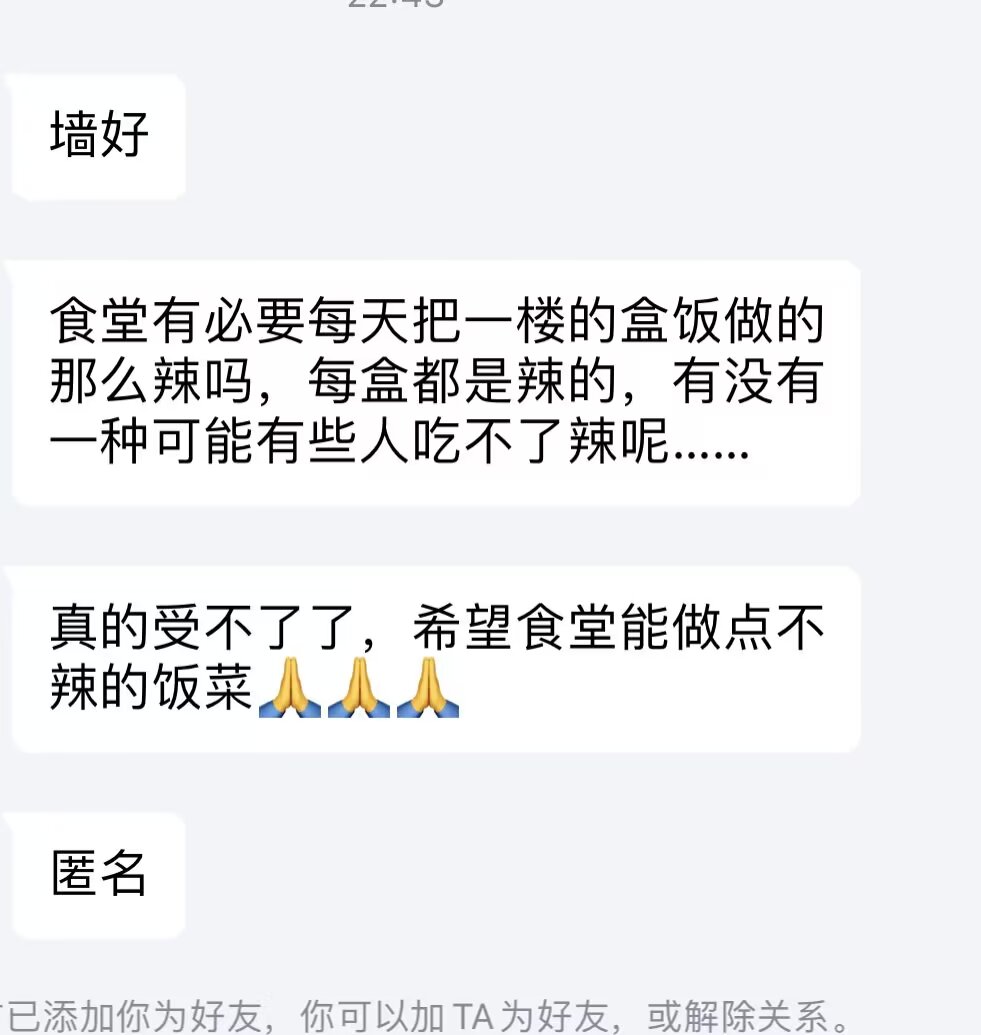 墙好
食堂有必要每天把一楼的盒饭做的
那么辣吗，每盒都是辣的，有没有
一种可能有些人吃不了辣呢......
真的受不了了，希望食堂能做点不
辣的饭菜🙏🙏🙏
匿名
已添加你为好友，你可以加TA为好友，或解除关系。